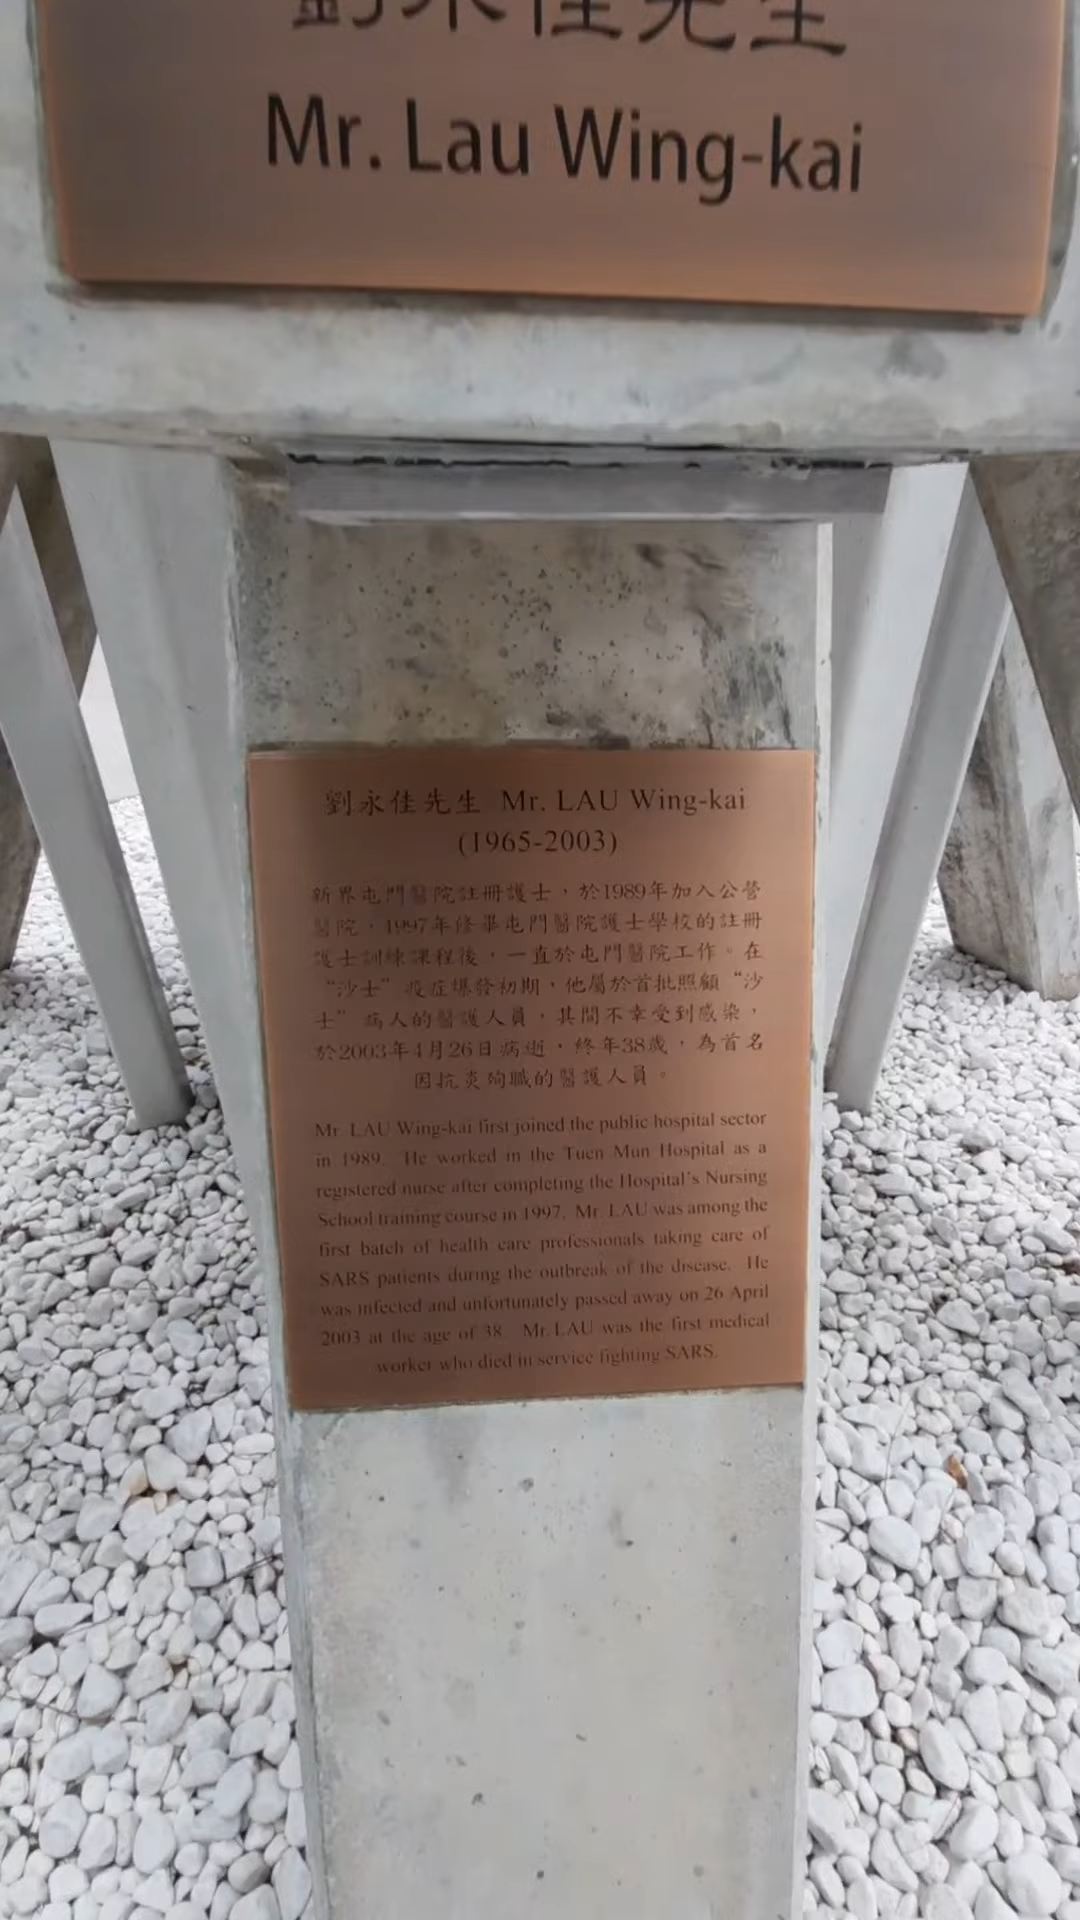 劉永佳先生
Mr. Lau Wing-kai
劉永佳先生 Mr. LAU Wing-kai
(1965-2003)
新界屯門醫院註冊護士，於1989年加入公營
醫院，1997年修畢屯門醫院護士學校的註冊
護士訓練課程後，一直於屯門醫院工作。在
“沙士”疫症爆發初期，他屬於首批照顧“沙
士”病人的醫護人員，其間不幸受到感染，
於2003年4月26日病逝，終年38歲，為首名
因抗炎殉職的醫護人員。
Mr. LAU Wing-kai first joined the public hospital sector
in 1989. He worked in the Tuen Mun Hospital as a
registered nurse after completing the Hospital's Nursing
School training course in 1997. Mr. LAU was among the
first batch of health care professionals taking care of
SARS patients during the outbreak of the disease. He
was infected and unfortunately passed away on 26 April
2003 at the age of 38. Mr. LAU was the first medical
worker who died in service fighting SARS.